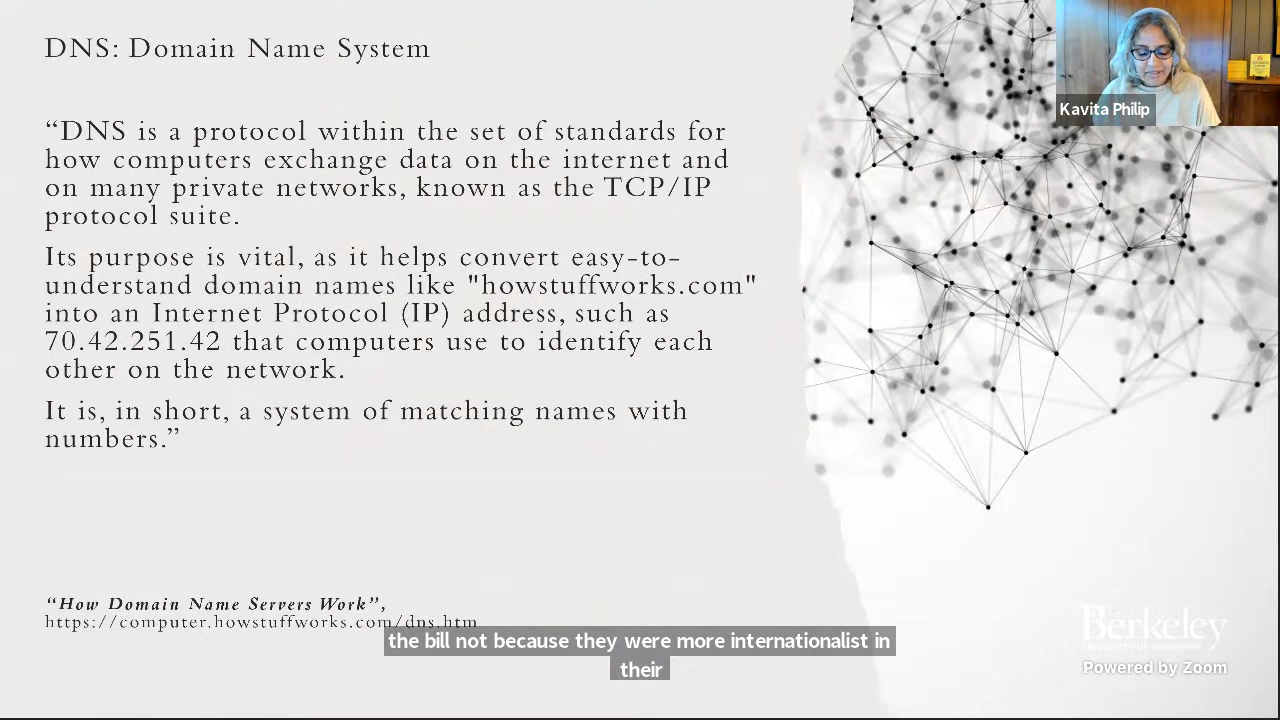 DNS: Domain Name System
“DNS is a protocol within the set of standards for
how computers exchange data on the internet and
on many private networks, known as the TCP/IP
protocol suite.
Its purpose is vital, as it helps convert easy-to-
understand domain names like "howstuffworks.com"
into an Internet Protocol (IP) address, such as
70.42.251.42 that computers use to identify each
other on the network.
It is, in short, a system of matching names with
numbers.”
“How Domain Name Servers Work”,
https://computer.howstuffworks.com/dns.htm
the bill not because they were more internationalist in
their
Kavita Philip
Berkeley
Powered by Zoom